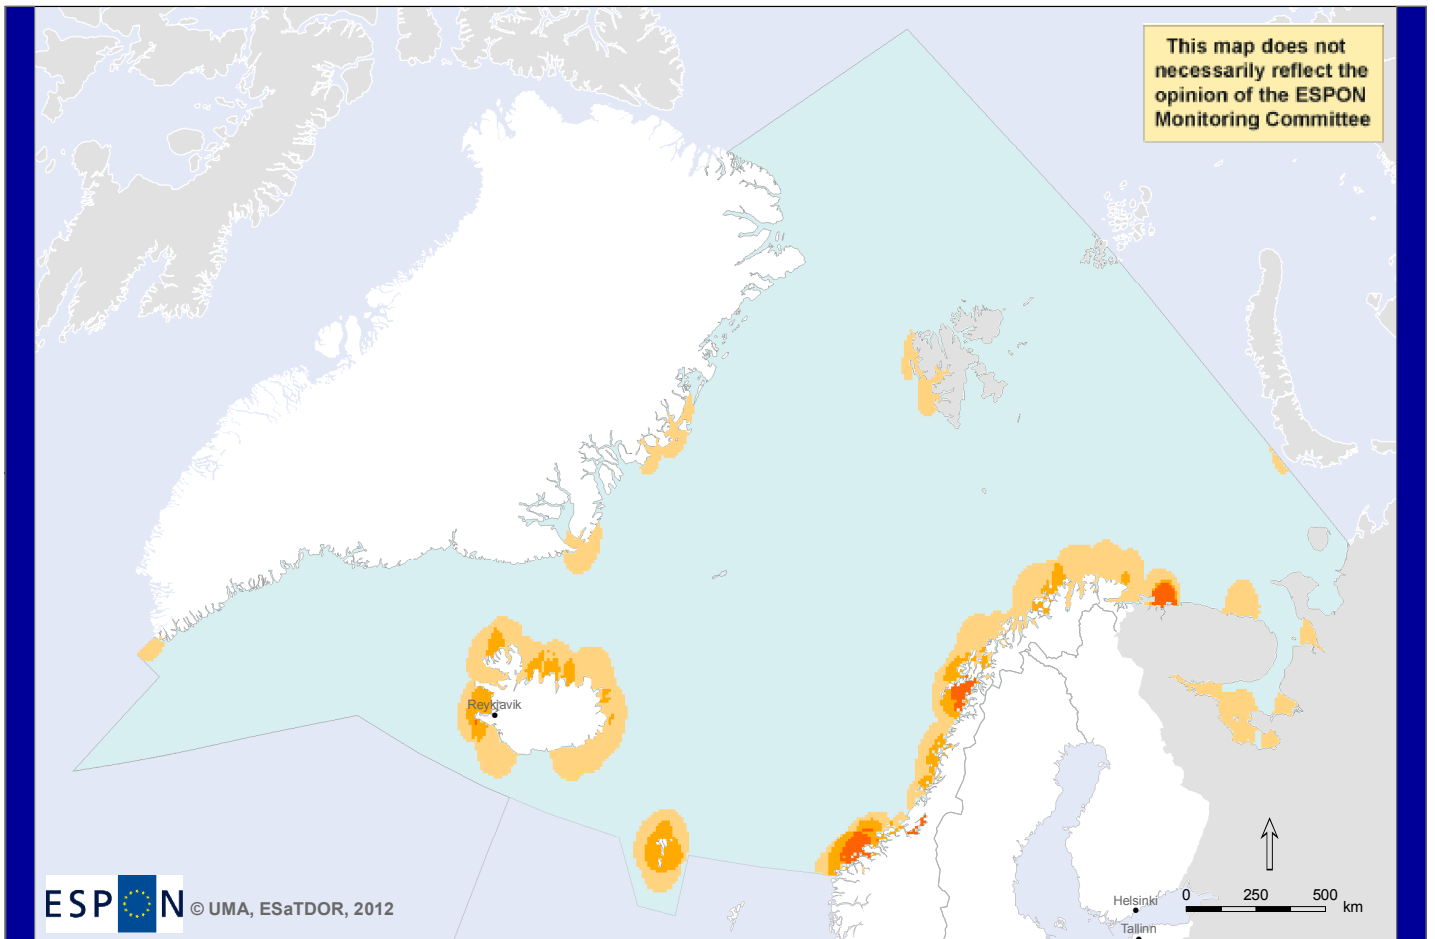 This map does not
necessarily reflect the
opinion of the ESPON
Monitoring Committee
Reykjavik
ESPON © UMA, ESaTDOR, 2012
Helsinki
Tallinn
0 250 500
km